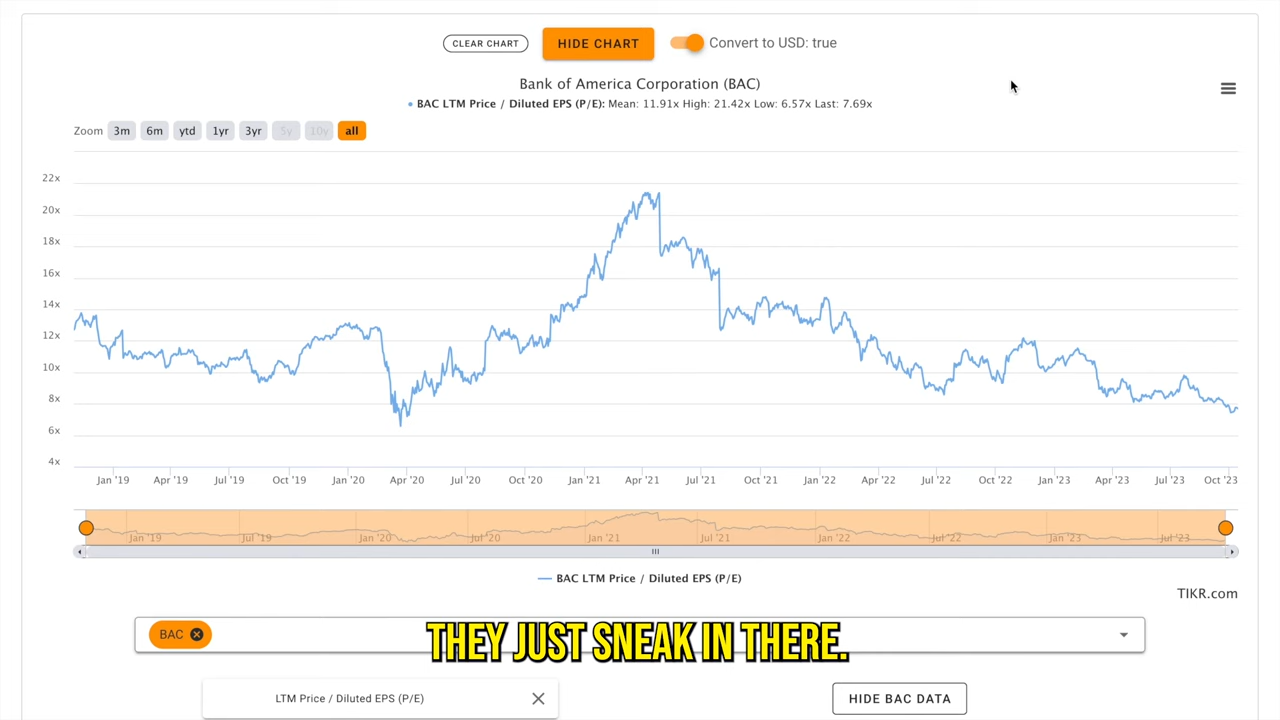 CLEAR CHART
HIDE CHART
Convert to USD: true
Bank of America Corporation (BAC)
BAC LTM Price / Diluted EPS (P/E): Mean: 11.91x High: 21.42x Low: 6.57x Last: 7.69x
Zoom 3m 6m ytd 1yr 3yr 5y 10y all
22x
20x
18x
16x
14x
12x
10x
8x
6x
4x
Jan '19 Apr '19 Jul '19 Oct '19 Jan '20 Apr '20 Jul '20 Oct '20 Jan '21 Apr '21 Jul '21 Oct '21 Jan '22 Apr '22 Jul '22 Oct '22 Jan '23 Apr '23 Jul '23 Oct '23
Jan '19 Jul '19 Jan '20 Jul '20 Jan '21 Jul '21 Jan '22 Jul '22 Jan '23 Jul '23
BAC LTM Price / Diluted EPS (P/E)
TIKR.com
BAC
THEY JUST SNEAK IN THERE.
LTM Price / Diluted EPS (P/E)
HIDE BAC DATA